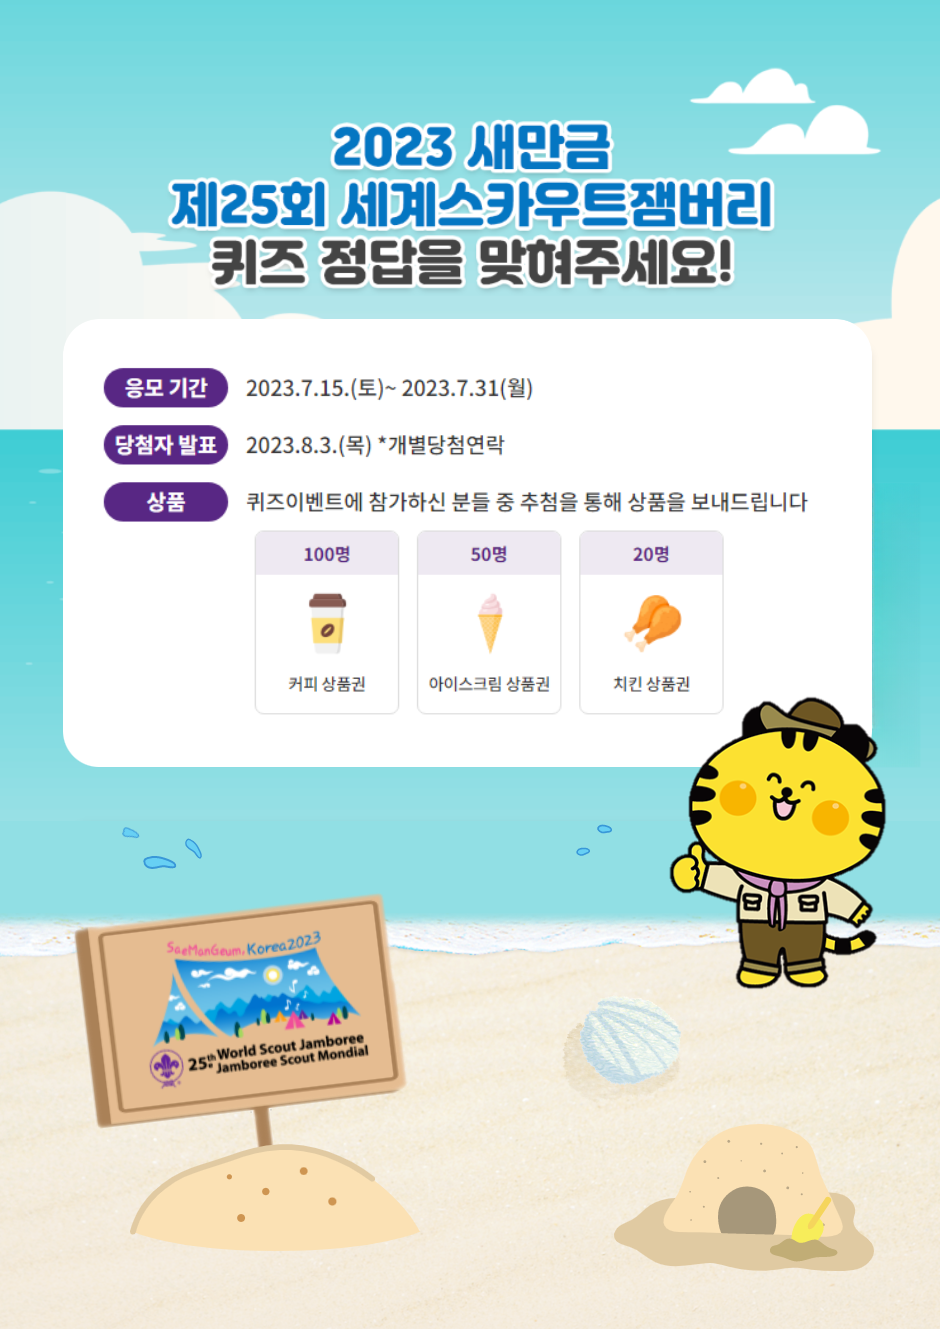 2023 새만금
제25회 세계스카우트잼버리
퀴즈 정답을 맞혀주세요!
응모 기간 2023.7.15.(토)~ 2023.7.31(월)
당첨자 발표 2023.8.3.(목) *개별당첨연락
상품 퀴즈이벤트에 참가하신 분들 중 추첨을 통해 상품을 보내드립니다
100명 50명 20명
커피 상품권 아이스크림 상품권 치킨 상품권
SaeManGeum, Korea 2023
25th World Scout Jamboree
e Jamboree Scout Mondial